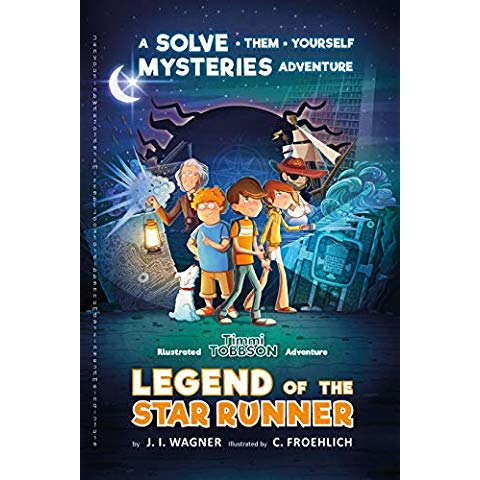 A SOLVE • THEM • YOURSELF
MYSTERIES ADVENTURE
Illustrated Timmi TOBBSON Adventure
LEGEND OF THE
STAR RUNNER
by J. I. WAGNER illustrated by C. FROEHLICH